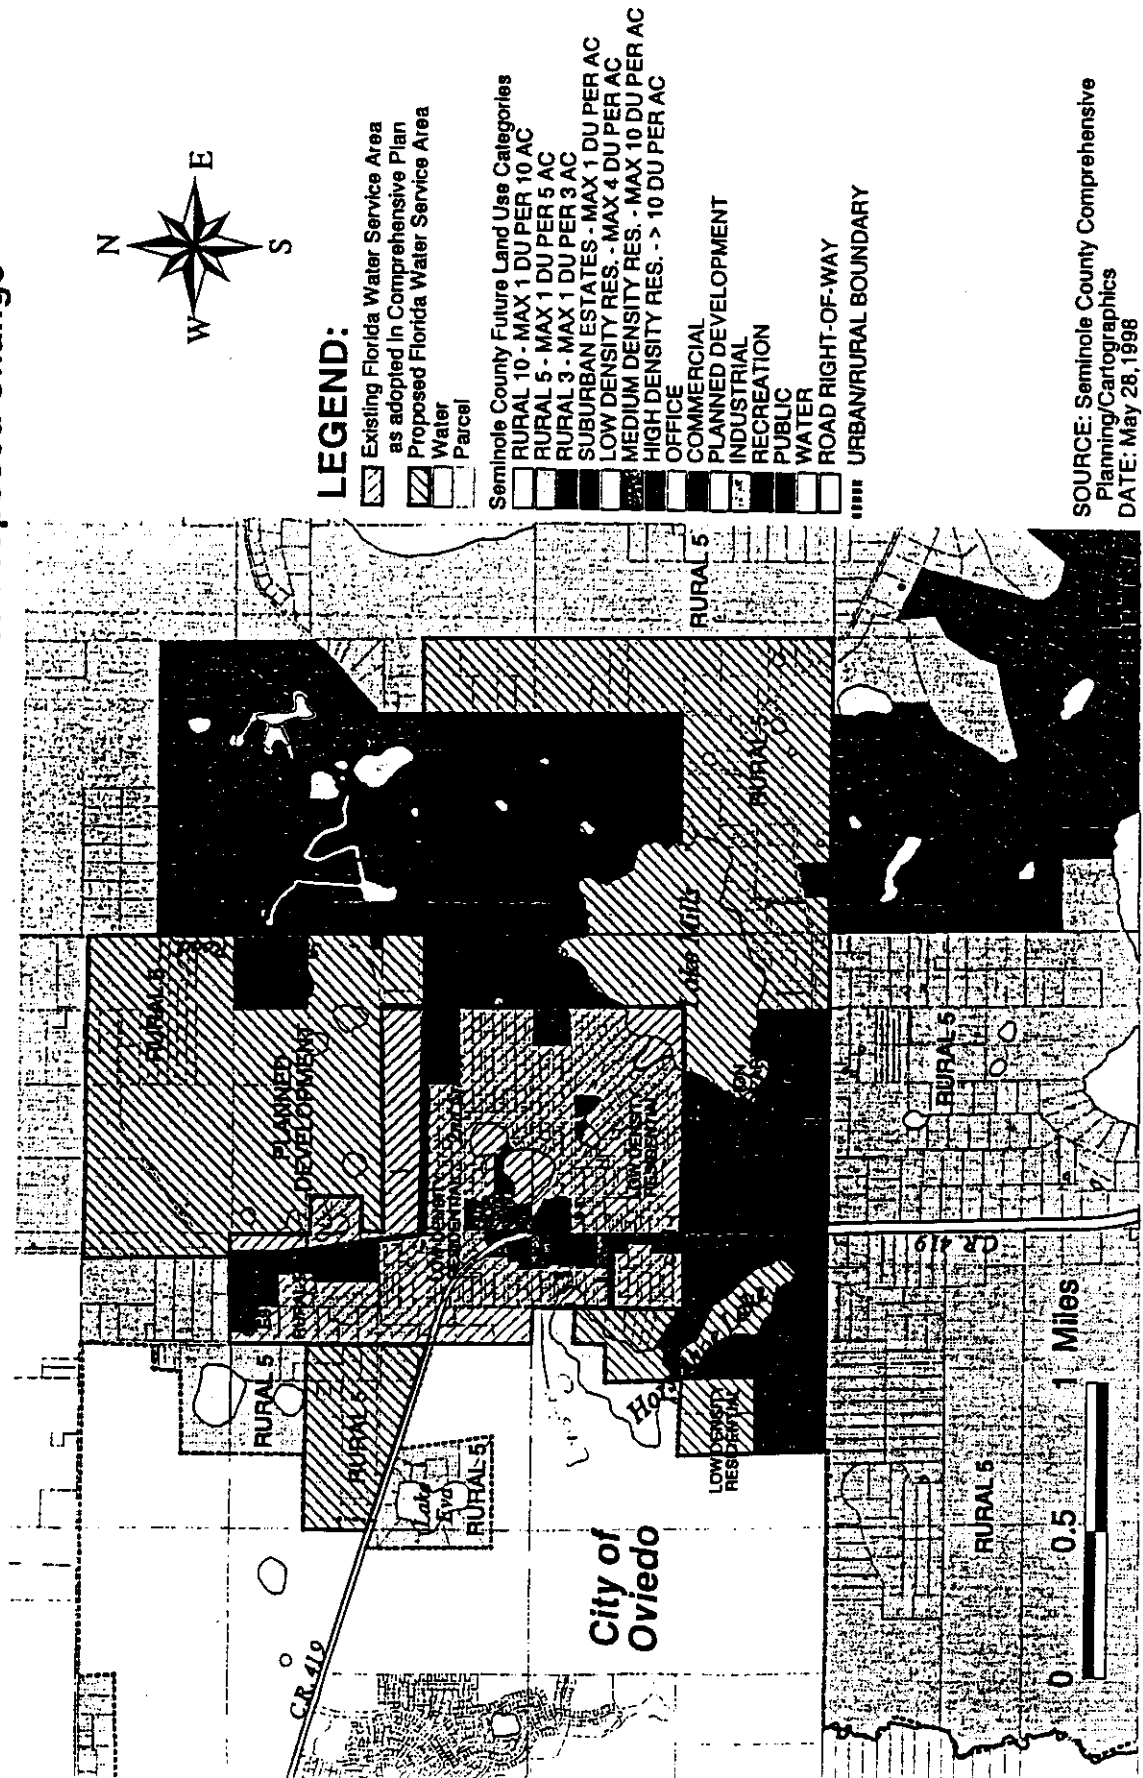 N
W
E
S
LEGEND:
Existing Florida Water Service Area
as adopted in Comprehensive Plan
Proposed Florida Water Service Area
Water
Parcel
Seminole County Future Land Use Categories
RURAL 10 - MAX 1 DU PER 10 AC
RURAL 5 - MAX 1 DU PER 5 AC
RURAL 3 - MAX 1 DU PER 3 AC
SUBURBAN ESTATES - MAX 1 DU PER AC
LOW DENSITY RES. - MAX 4 DU PER AC
MEDIUM DENSITY RES. - MAX 10 DU PER AC
HIGH DENSITY RES. - > 10 DU PER AC
OFFICE
COMMERCIAL
PLANNED DEVELOPMENT
INDUSTRIAL
RECREATION
PUBLIC
WATER
ROAD RIGHT-OF-WAY
URBAN/RURAL BOUNDARY
SOURCE: Seminole County Comprehensive
Planning/Cartographics
DATE: May 28, 1998
RURAL 5
PLANNED
DEVELOPMENT
RURAL 5
RURAL 5
RURAL 5
RURAL 5
Lake
Eva
RURAL 5
C.R. 419
LOW DENSITY
RESIDENTIAL
LOW DENSITY
RESIDENTIAL
Lake Mills
LOW DENSITY
RESIDENTIAL
City of
Oviedo
RURAL 5
C.R. 419
RURAL 5
0
0.5
1 Miles